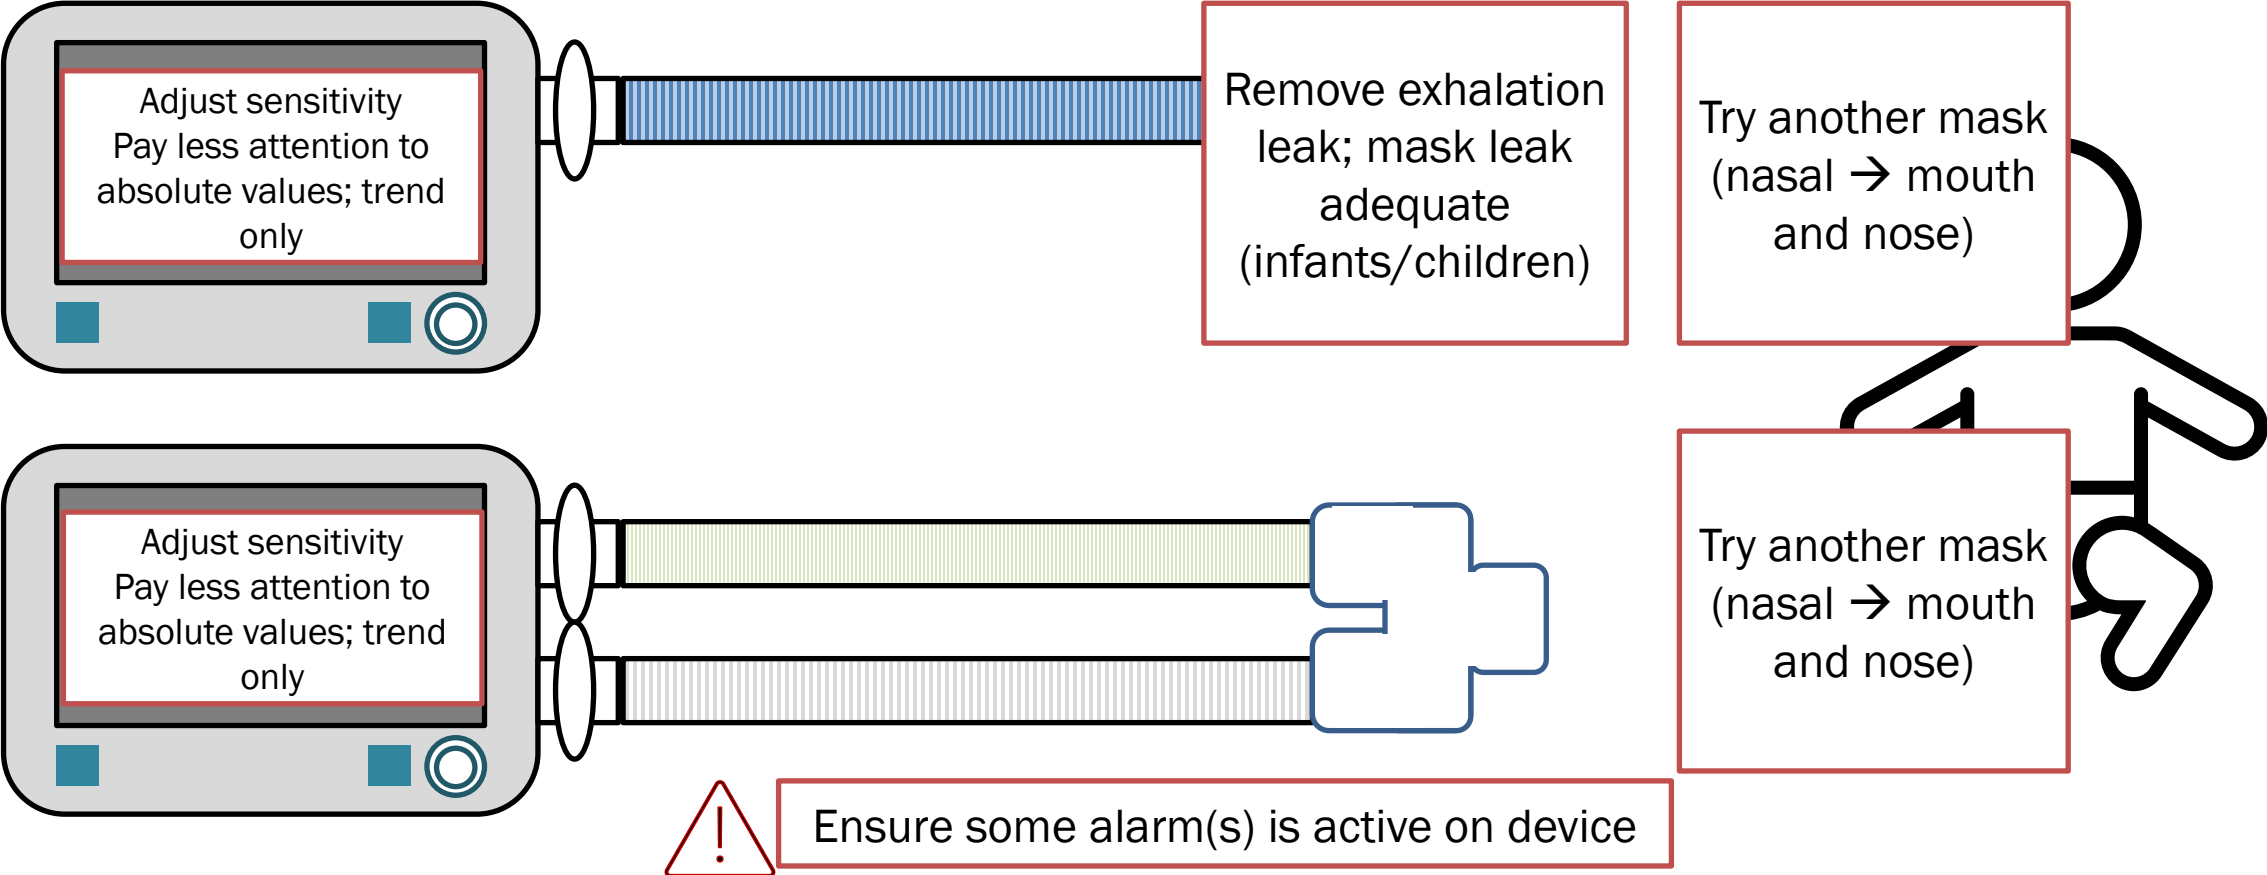 Adjust sensitivity
Pay less attention to
absolute values; trend
only
Remove exhalation
leak; mask leak
adequate
(infants/children)
Try another mask
(nasal → mouth
and nose)
Adjust sensitivity
Pay less attention to
absolute values; trend
only
Try another mask
(nasal → mouth
and nose)
!
Ensure some alarm(s) is active on device